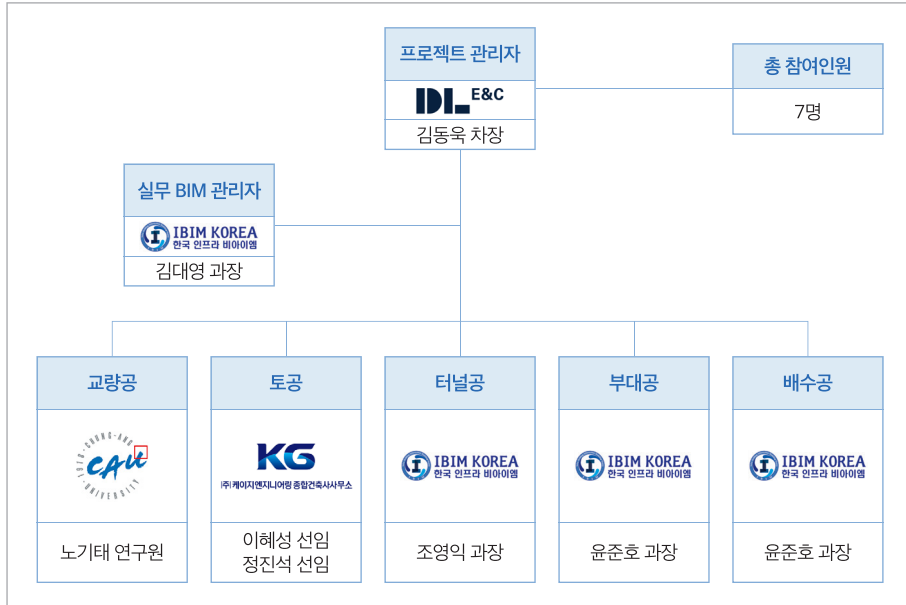 프로젝트 관리자
DL E&C
김동욱 차장
총 참여인원
7명
실무 BIM 관리자
IBIM KOREA
한국 인프라 비아이엠
김대영 과장
교량공
CHUNG-ANG
CAU
UNIVERSITY
노기태 연구원
토공
KG
(주)케이지엔지니어링종합건축사사무소
이혜성 선임
정진석 선임
터널공
IBIM KOREA
한국 인프라 비아이엠
조영익 과장
부대공
IBIM KOREA
한국 인프라 비아이엠
윤준호 과장
배수공
IBIM KOREA
한국 인프라 비아이엠
윤준호 과장